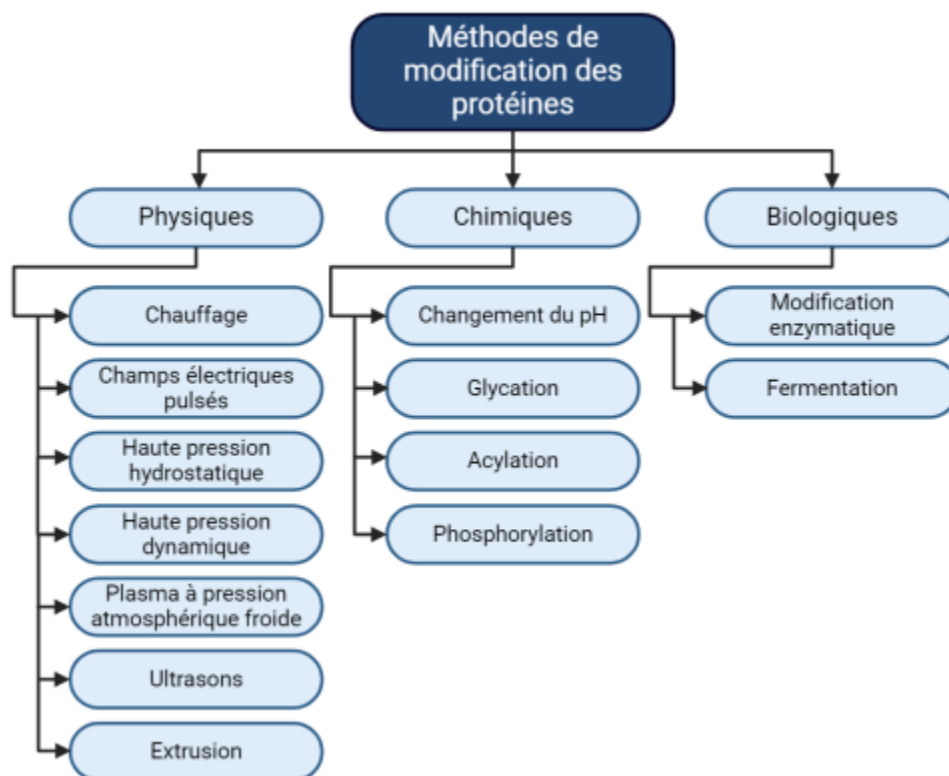 Méthodes de
modification des
protéines
Physiques
Chimiques
Biologiques
Chauffage
Champs électriques
pulsés
Haute pression
hydrostatique
Haute pression
dynamique
Plasma à pression
atmosphérique froide
Ultrasons
Extrusion
Changement du pH
Glycation
Acylation
Phosphorylation
Modification
enzymatique
Fermentation